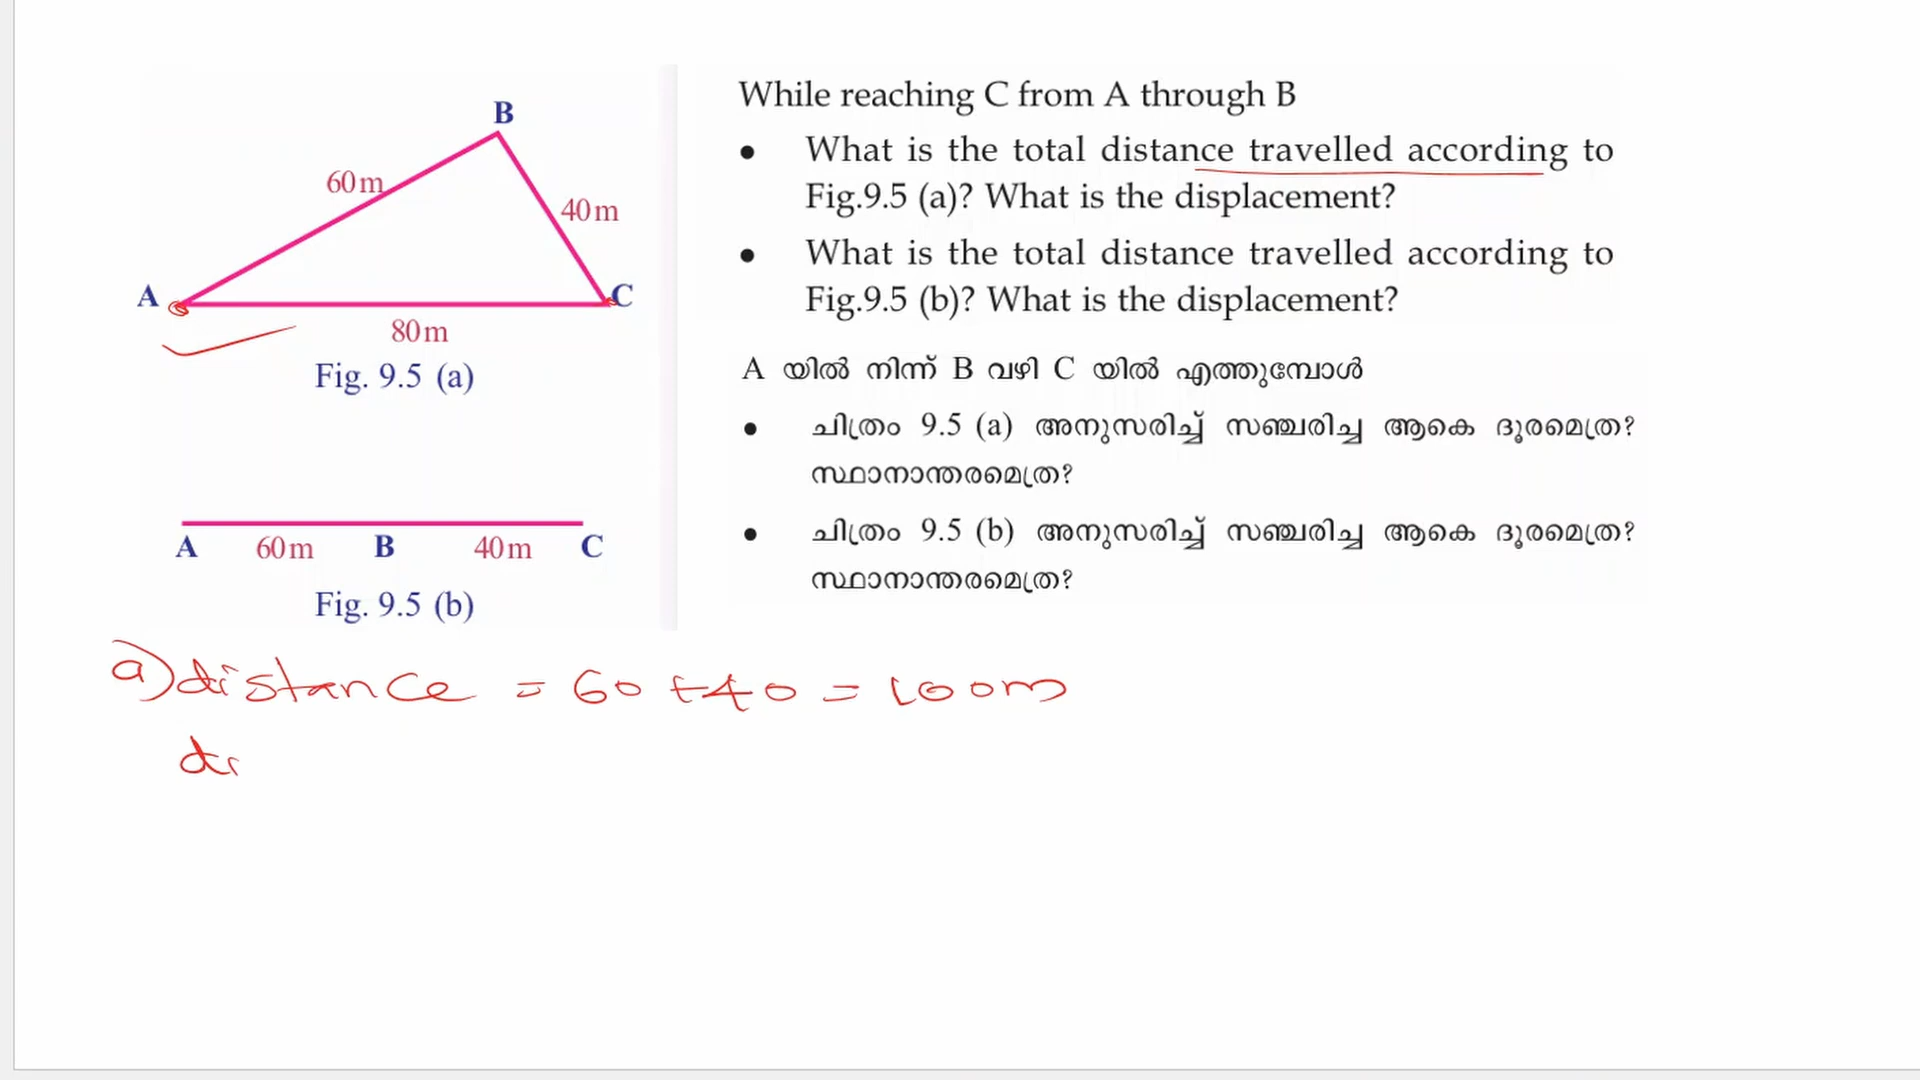 B
60m
40m
A
C
80m
Fig. 9.5 (a)
A 60m B 40m C
Fig. 9.5 (b)
While reaching C from A through B
• What is the total distance travelled according to
Fig.9.5 (a)? What is the displacement?
• What is the total distance travelled according to
Fig.9.5 (b)? What is the displacement?
A യിൽ നിന്ന് B വഴി C യിൽ എത്തുമ്പോൾ
• ചിത്രം 9.5 (a) അനുസരിച്ച് സഞ്ചരിച്ച ആകെ ദൂരമെത്ര?
സ്ഥാനാന്തരമെത്ര?
• ചിത്രം 9.5 (b) അനുസരിച്ച് സഞ്ചരിച്ച ആകെ ദൂരമെത്ര?
സ്ഥാനാന്തരമെത്ര?
a) distance = 60 + 40 = 100m
di